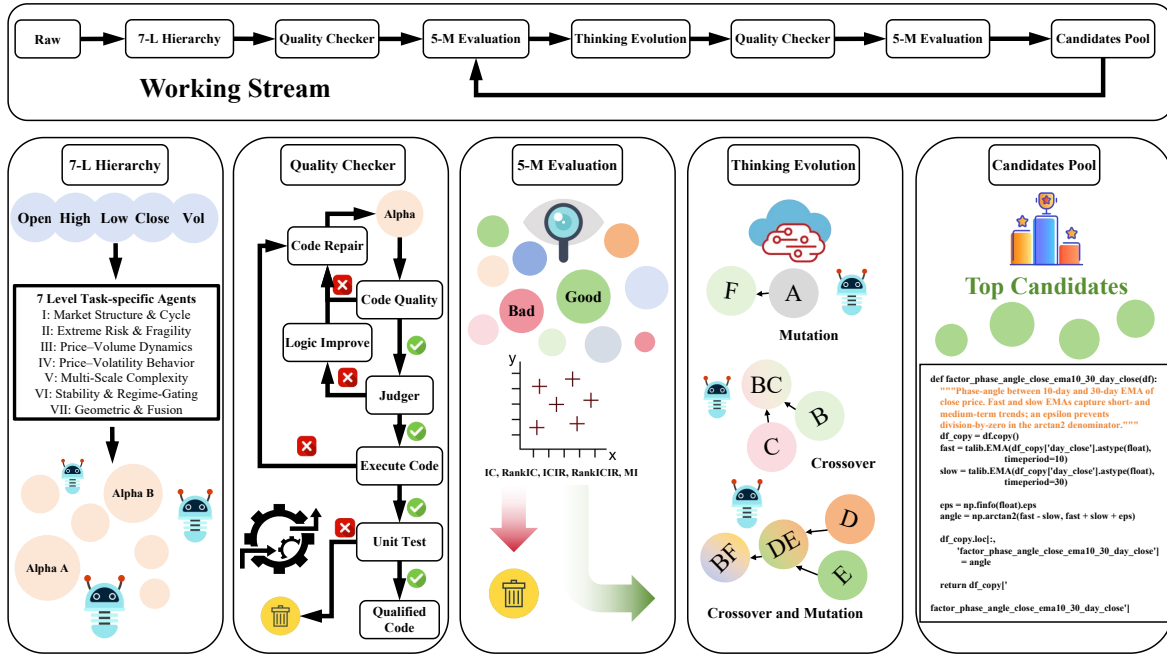 Raw
7-L Hierarchy
Quality Checker
5-M Evaluation
Thinking Evolution
Quality Checker
5-M Evaluation
Candidates Pool
Working Stream
7-L Hierarchy
Open
High
Low
Close
Vol
7 Level Task-specific Agents
I: Market Structure & Cycle
II: Extreme Risk & Fragility
III: Price–Volume Dynamics
IV: Price–Volatility Behavior
V: Multi-Scale Complexity
VI: Stability & Regime-Gating
VII: Geometric & Fusion
Alpha B
Alpha A
Quality Checker
Alpha
Code Repair
Code Quality
Logic Improve
Judger
Execute Code
Unit Test
Qualified
Code
5-M Evaluation
Good
Bad
y
x
IC, RankIC, ICIR, RankICIR, MI
Thinking Evolution
F
A
Mutation
BC
B
C
Crossover
D
DE
BF
E
Crossover and Mutation
Candidates Pool
Top Candidates
def factor_phase_angle_close_ema10_30_day_close(df):
"""Phase-angle between 10-day and 30-day EMA of
close price. Fast and slow EMAs capture short- and
medium-term trends; an epsilon prevents
division-by-zero in the arctan2 denominator."""
df_copy = df.copy()
fast = talib.EMA(df_copy['day_close'].astype(float),
timeperiod=10)
slow = talib.EMA(df_copy['day_close'].astype(float),
timeperiod=30)
eps = np.finfo(float).eps
angle = np.arctan2(fast - slow, fast + slow + eps)
df_copy.loc[:,
'factor_phase_angle_close_ema10_30_day_close']
= angle
return df_copy['
factor_phase_angle_close_ema10_30_day_close']